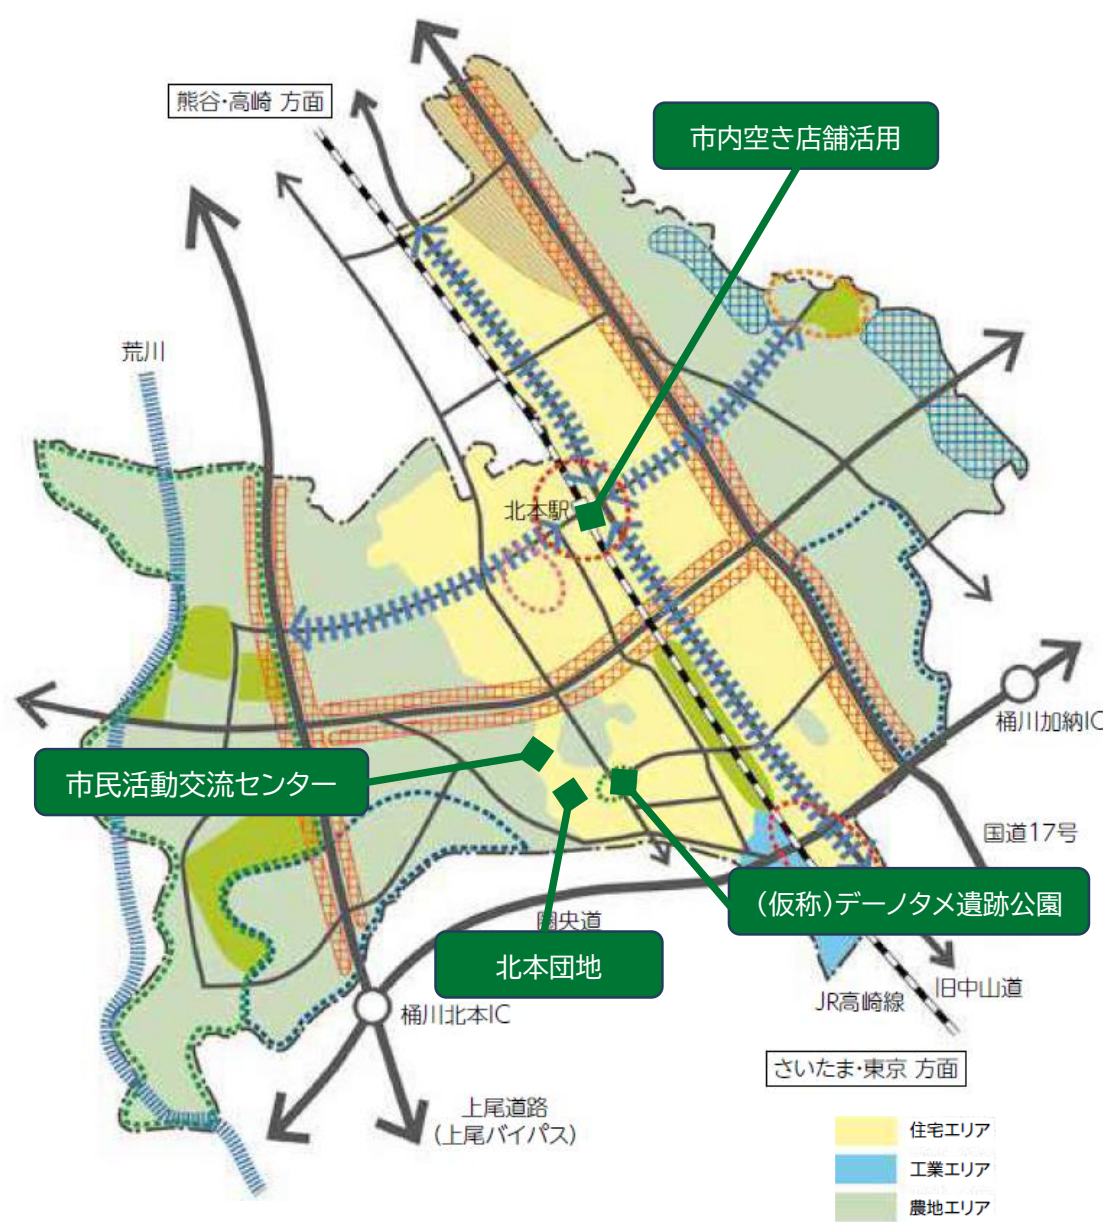 熊谷・高崎 方面
市内空き店舗活用
荒川
北本駅
桶川加納IC
市民活動交流センター
国道17号
(仮称)デーノタメ遺跡公園
圏央道
北本団地
旧中山道
JR高崎線
桶川北本IC
さいたま・東京 方面
上尾道路
(上尾バイパス)
住宅エリア
工業エリア
農地エリア